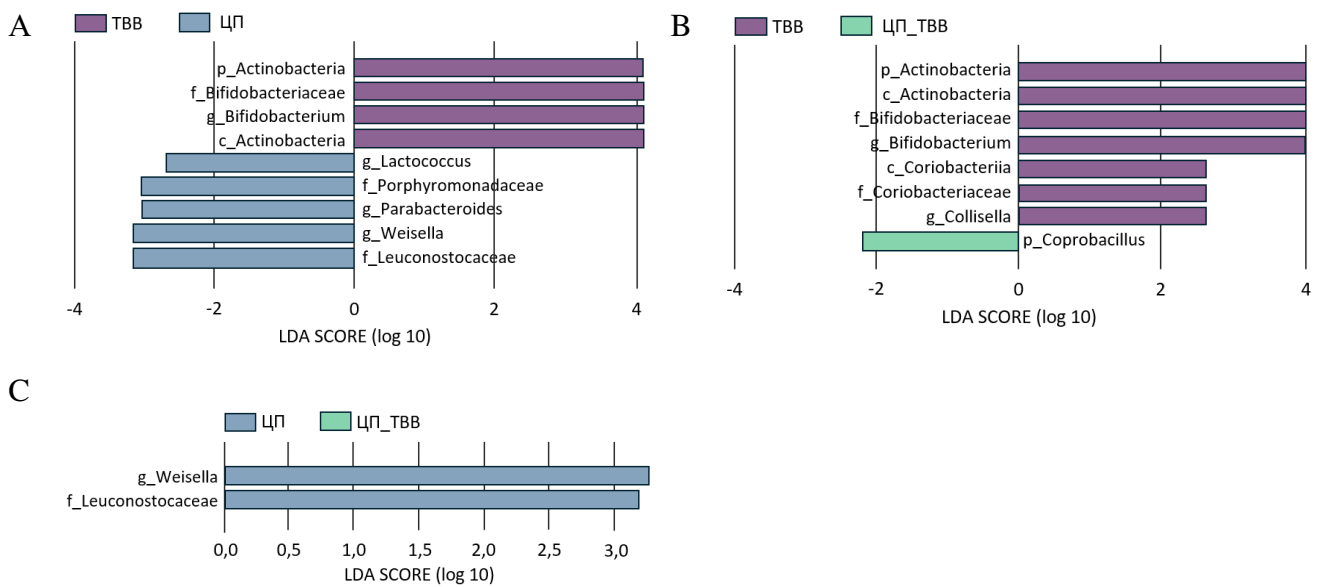 A
ТВВ
ЦП
p_Actinobacteria
f_Bifidobacteriaceae
g_Bifidobacterium
c_Actinobacteria
g_Lactococcus
f_Porphyromonadaceae
g_Parabacteroides
g_Weisella
f_Leuconostocaceae
-4
-2
0
2
4
LDA SCORE (log 10)
B
ТВВ
ЦП_ТВВ
p_Actinobacteria
c_Actinobacteria
f_Bifidobacteriaceae
g_Bifidobacterium
c_Coriobacteriia
f_Coriobacteriaceae
g_Collisella
p_Coprobacillus
-4
-2
0
2
4
LDA SCORE (log 10)
C
ЦП
ЦП_ТВВ
g_Weisella
f_Leuconostocaceae
0,0
0,5
1,0
1,5
2,0
2,5
3,0
LDA SCORE (log 10)